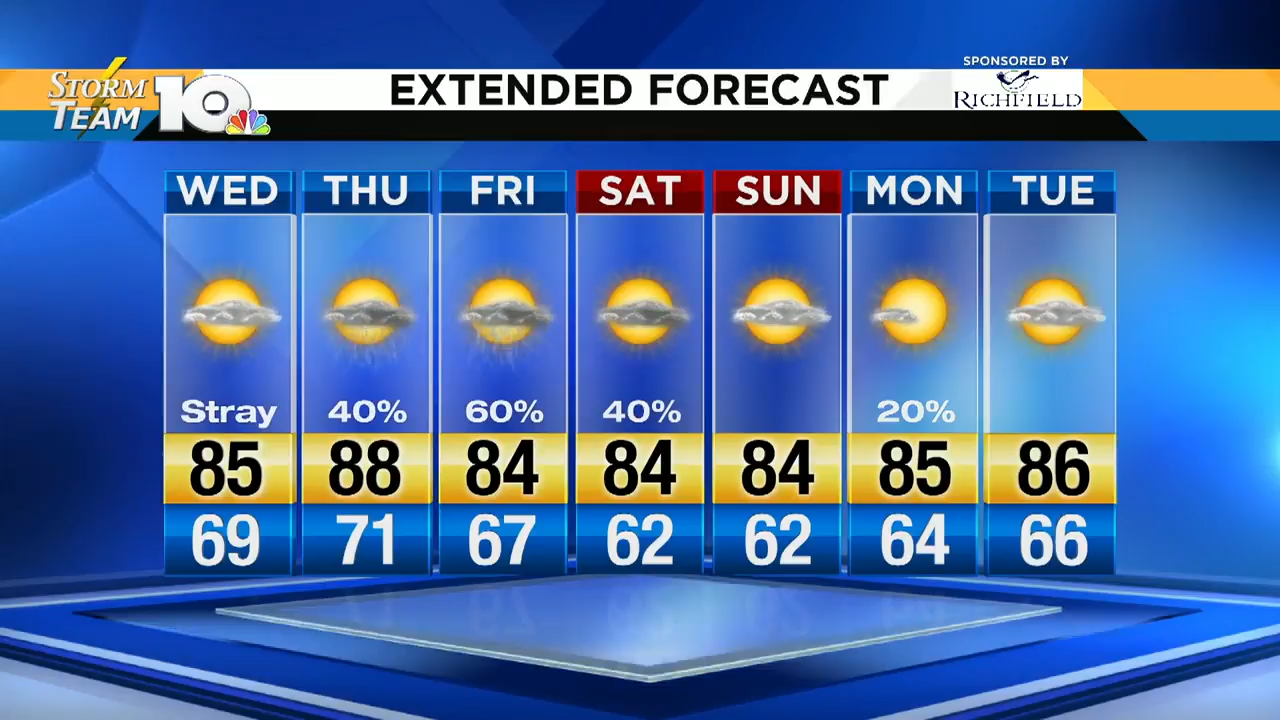 STORM
TEAM
10
EXTENDED FORECAST
SPONSORED BY
RICHFIELD
WED THU FRI SAT SUN MON TUE
Stray 40% 60% 40% 20%
85 88 84 84 84 85 86
69 71 67 62 62 64 66